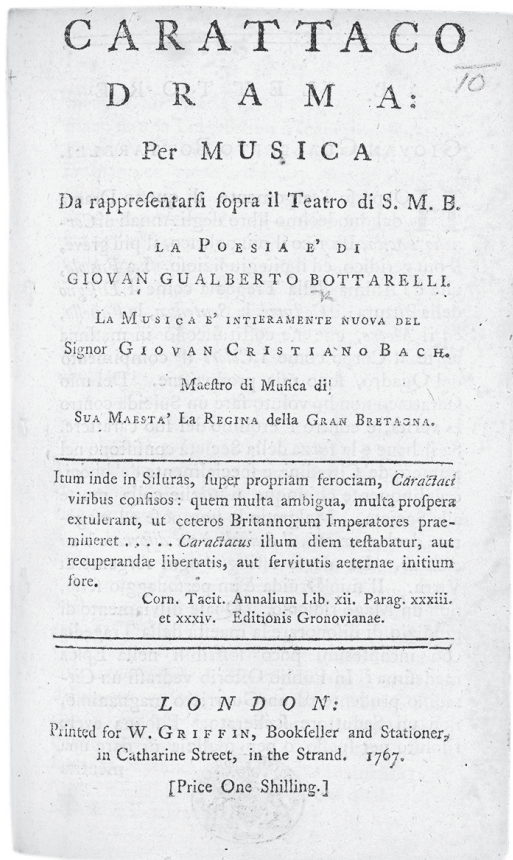 CARATTACO
10
DRAMA:
Per MUSICA
Da rappreſentarſi ſopra il Teatro di S. M. B.
LA POESIA E' DI
GIOVAN GUALBERTO BOTTARELLI.
LA MUSICA E' INTIERAMENTE NUOVA DEL
Signor GIOVAN CRISTIANO BACH.
Maeſtro di Muſica di
SUA MAESTA' LA REGINA della GRAN BRETAGNA.
Itum inde in Siluras, ſuper propriam ferociam, Caractaci
viribus confiſos: quem multa ambigua, multa proſpera
extulerant, ut ceteros Britannorum Imperatores prae-
mineret ..... Caractacus illum diem teſtabatur, aut
recuperandae libertatis, aut ſervitutis aeternae initium
fore.
Corn. Tacit. Annalium Lib. xii. Parag. xxxiii.
et xxxiv. Editionis Gronovianae.
LONDON:
Printed for W. GRIFFIN, Bookſeller and Stationer,
in Catharine Street, in the Strand. 1767.
[Price One Shilling.]